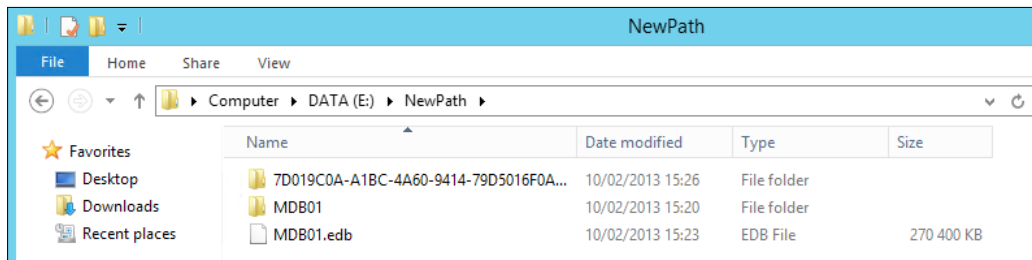 NewPath
File Home Share View
Computer DATA (E:) NewPath
Favorites
Desktop
Downloads
Recent places
Name Date modified Type Size
7D019C0A-A1BC-4A60-9414-79D5016F0A... 10/02/2013 15:26 File folder
MDB01 10/02/2013 15:20 File folder
MDB01.edb 10/02/2013 15:23 EDB File 270 400 KB